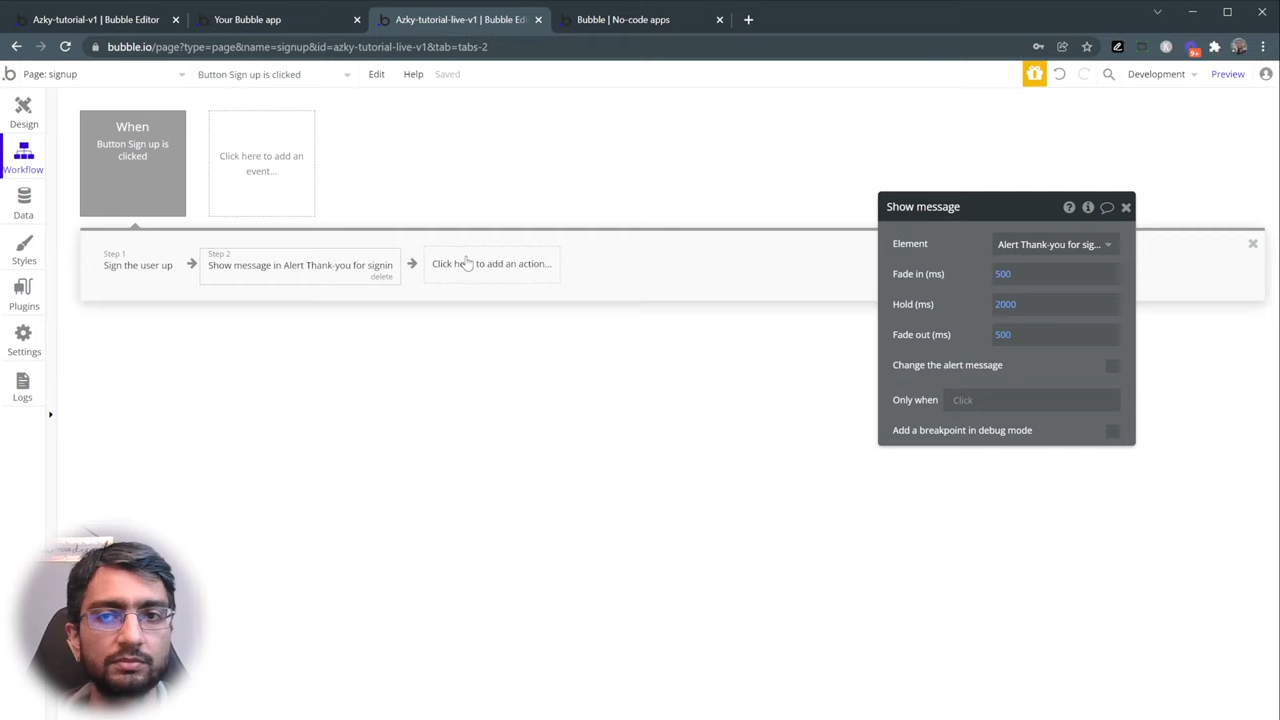 Azky-tutorial-v1 | Bubble Editor
Your Bubble app
Azky-tutorial-live-v1 | Bubble Edi
Bubble | No-code apps
bubble.io/page?type=page&name=signup&id=azky-tutorial-live-v1&tab=tabs-2
9+
Page: signup
Button Sign up is clicked
Edit
Help
Saved
Development
Preview
Design
Workflow
Data
Styles
Plugins
Settings
Logs
When
Button Sign up is
clicked
Click here to add an
event...
Step 1
Sign the user up
Step 2
Show message in Alert Thank-you for signin
delete
Click here to add an action...
Show message
Element
Alert Thank-you for sig...
Fade in (ms)
500
Hold (ms)
2000
Fade out (ms)
500
Change the alert message
Only when
Click
Add a breakpoint in debug mode